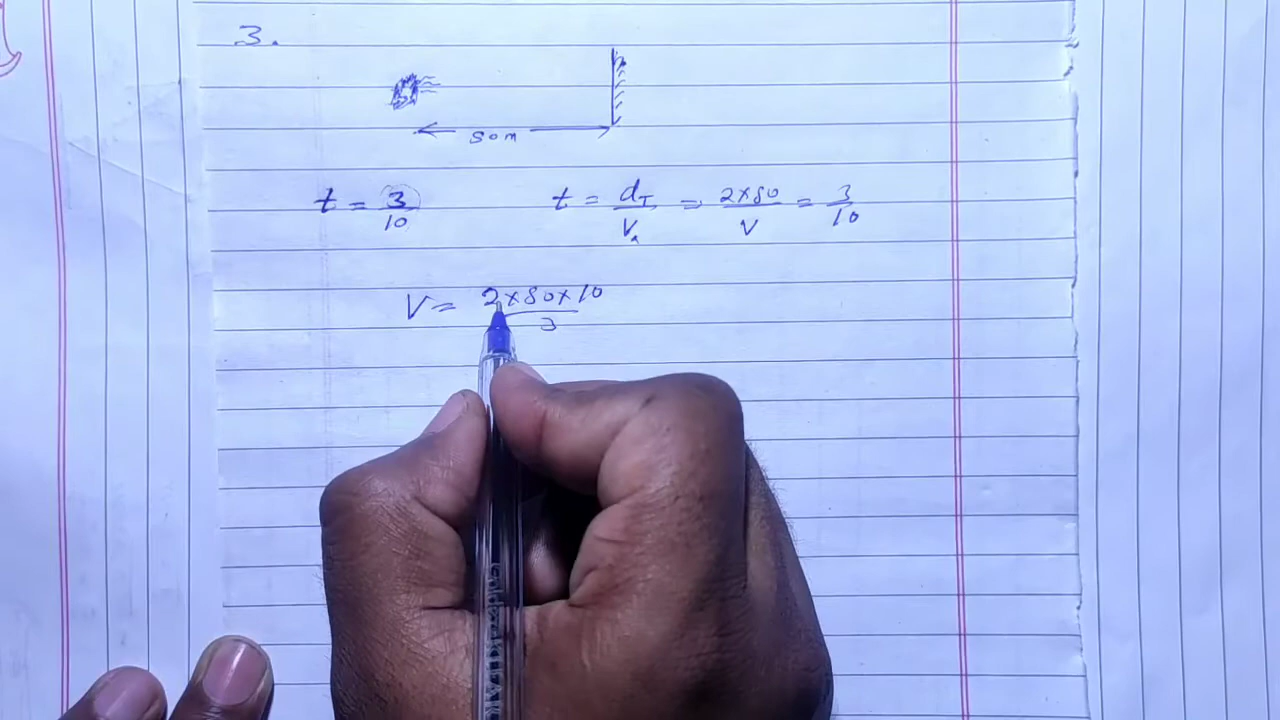 3.
80m
t = 3/10 t = d_T/V = 2×80/V = 3/10
V = 2×80×10/3